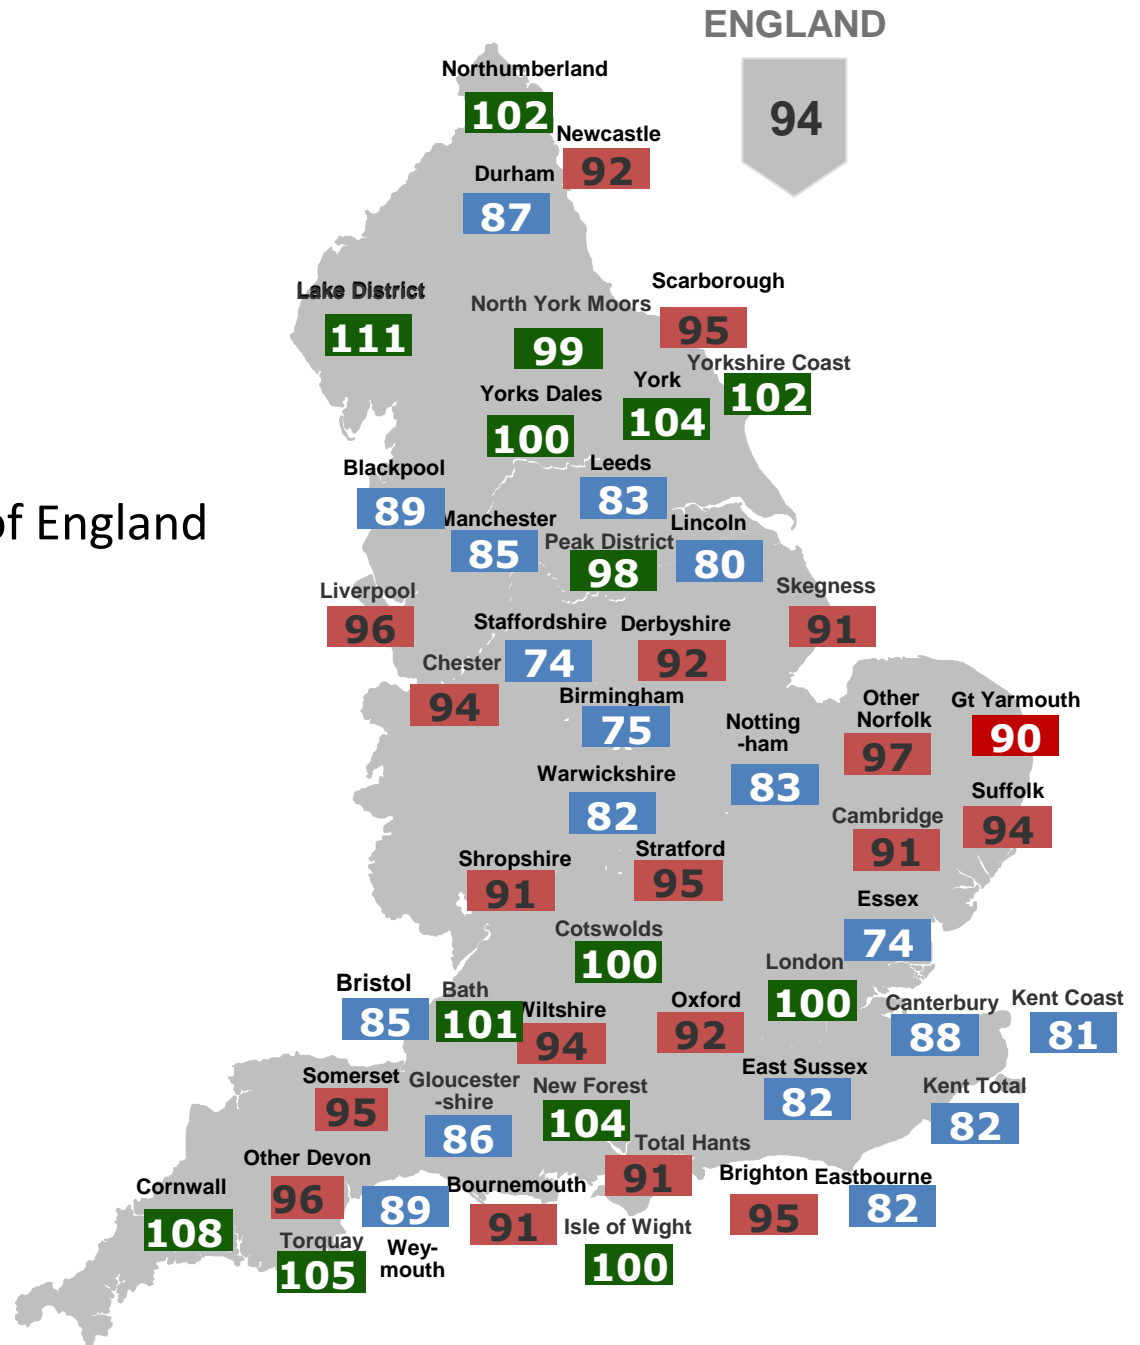 ENGLAND
94
Northumberland
102
Newcastle
92
Durham
87
Lake District
111
North York Moors
99
Scarborough
95
Yorkshire Coast
102
Yorks Dales
100
York
104
Blackpool
89
Leeds
83
of England
Manchester
85
Peak District
98
Lincoln
80
Liverpool
96
Skegness
91
Staffordshire
74
Derbyshire
92
Chester
94
Birmingham
75
Notting
-ham
83
Other
Norfolk
97
Gt Yarmouth
90
Warwickshire
82
Suffolk
94
Cambridge
91
Shropshire
91
Stratford
95
Essex
74
Cotswolds
100
London
100
Bristol
85
Bath
101
Wiltshire
94
Oxford
92
Canterbury
88
Kent Coast
81
Somerset
95
Gloucester
-shire
86
New Forest
104
East Sussex
82
Kent Total
82
Total Hants
91
Other Devon
96
Cornwall
108
Torquay
105
89
Wey-
mouth
Bournemouth
91
Isle of Wight
100
Brighton
95
Eastbourne
82